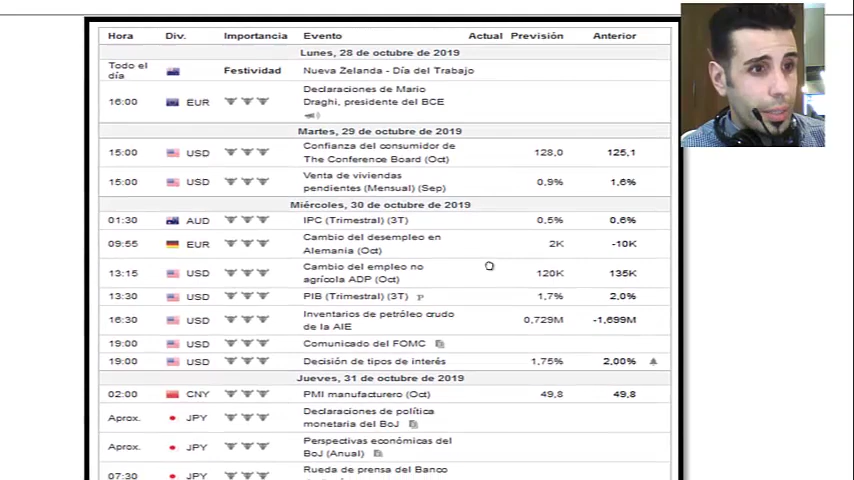 Hora Div. Importancia Evento Actual Previsión Anterior
Lunes, 28 de octubre de 2019
Todo el día Festividad Nueva Zelanda - Día del Trabajo
16:00 EUR Declaraciones de Mario
Draghi, presidente del BCE
Martes, 29 de octubre de 2019
15:00 USD Confianza del consumidor de
The Conference Board (Oct) 128,0 125,1
15:00 USD Venta de viviendas
pendientes (Mensual) (Sep) 0,9% 1,6%
Miércoles, 30 de octubre de 2019
01:30 AUD IPC (Trimestral) (3T) 0,5% 0,6%
09:55 EUR Cambio del desempleo en
Alemania (Oct) 2K -10K
13:15 USD Cambio del empleo no
agrícola ADP (Oct) 120K 135K
13:30 USD PIB (Trimestral) (3T) P 1,7% 2,0%
16:30 USD Inventarios de petróleo crudo
de la AIE 0,729M -1,699M
19:00 USD Comunicado del FOMC
19:00 USD Decisión de tipos de interés 1,75% 2,00%
Jueves, 31 de octubre de 2019
02:00 CNY PMI manufacturero (Oct) 49,8 49,8
Aprox. JPY Declaraciones de política
monetaria del BoJ
Aprox. JPY Perspectivas económicas del
BoJ (Anual)
07:30 JPY Rueda de prensa del Banco